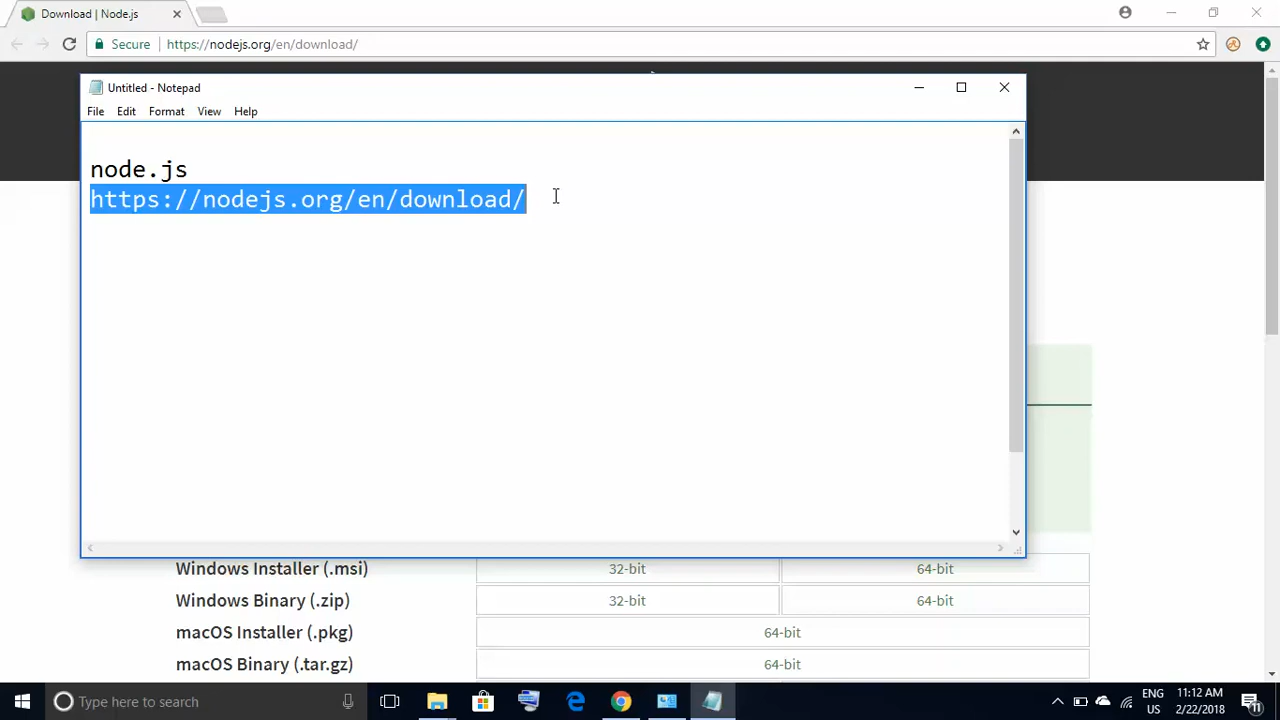 Download | Node.js
Secure https://nodejs.org/en/download/
Untitled - Notepad
File Edit Format View Help
node.js
https://nodejs.org/en/download/
Windows Installer (.msi) 32-bit 64-bit
Windows Binary (.zip) 32-bit 64-bit
macOS Installer (.pkg) 64-bit
macOS Binary (.tar.gz) 64-bit
Type here to search
ENG 11:12 AM
US 2/22/2018
11